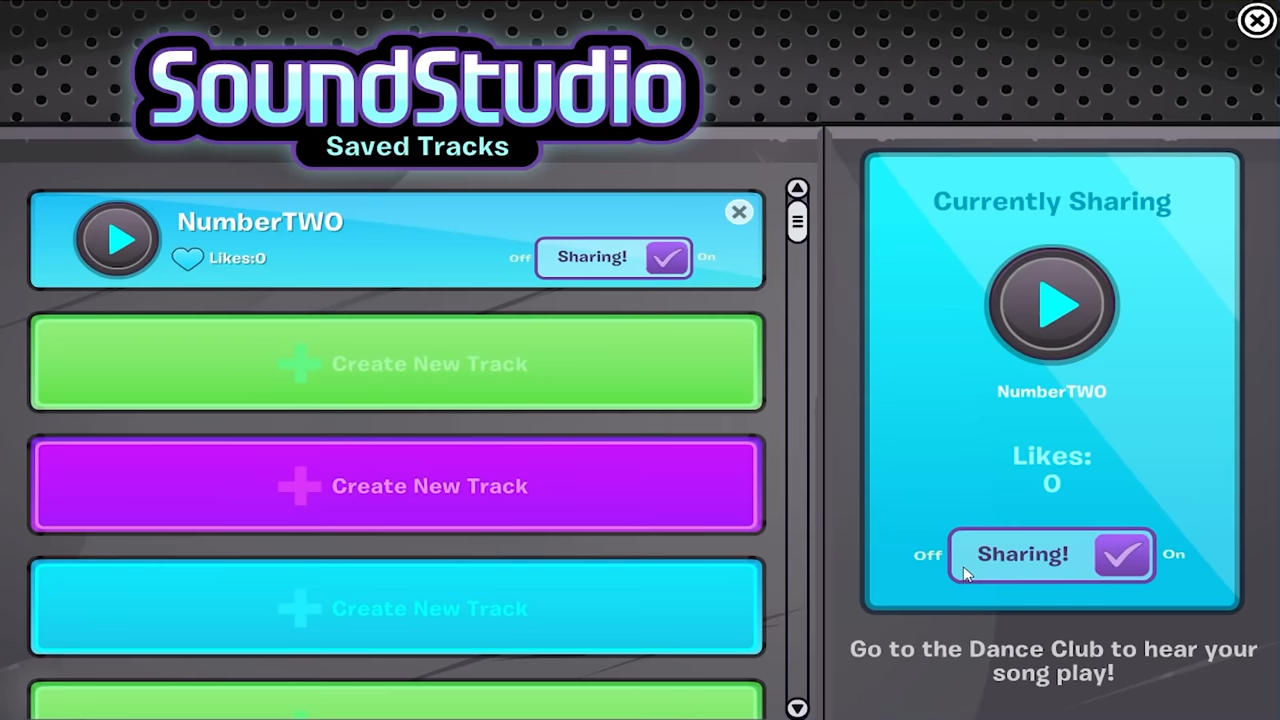 SoundStudio
Saved Tracks
NumberTWO
Likes:0
Off
Sharing!
On
Create New Track
Create New Track
Create New Track
Currently Sharing
NumberTWO
Likes:
0
Off
Sharing!
On
Go to the Dance Club to hear your
song play!